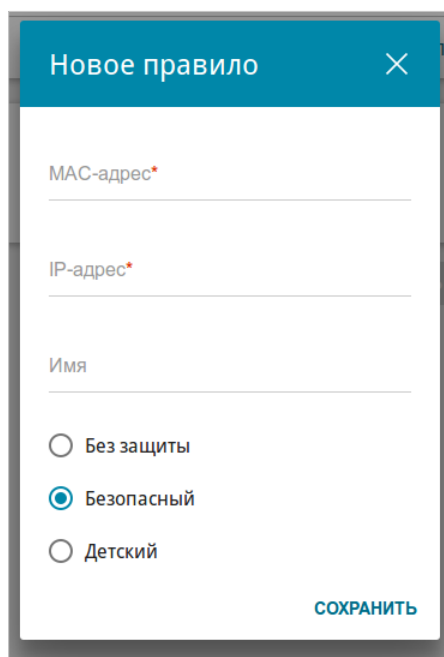 Новое правило
MAC-адрес*
IP-адрес*
Имя
Без защиты
Безопасный
Детский
СОХРАНИТЬ